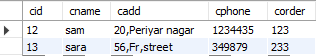 cid cname cadd cphone corder
12 sam 20,Periyar nagar 1234435 123
13 sara 56,Fr,street 349879 233